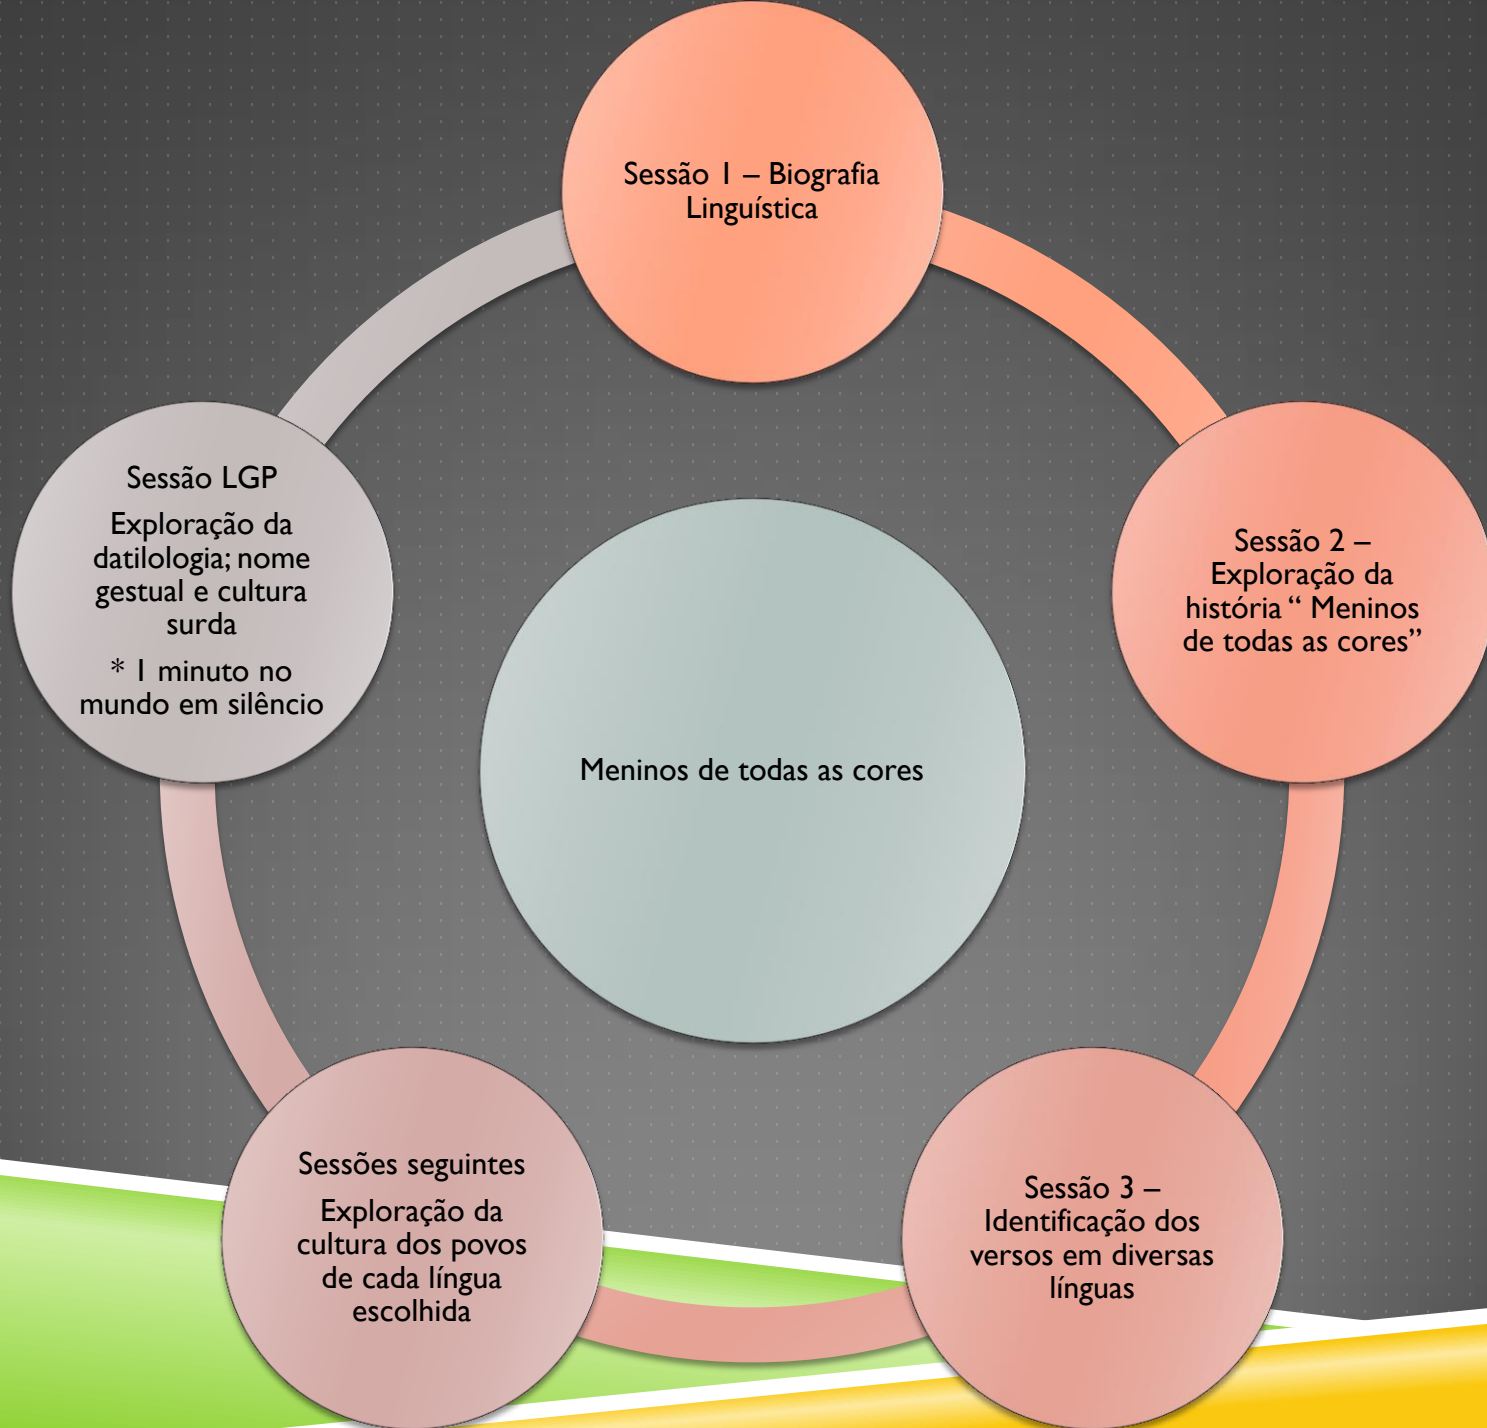 Sessão 1 – Biografia
Linguística
Sessão 2 –
Exploração da
história “ Meninos
de todas as cores”
Sessão 3 –
Identificação dos
versos em diversas
línguas
Sessões seguintes
Exploração da
cultura dos povos
de cada língua
escolhida
Sessão LGP
Exploração da
datilologia; nome
gestual e cultura
surda
* 1 minuto no
mundo em silêncio
Meninos de todas as cores